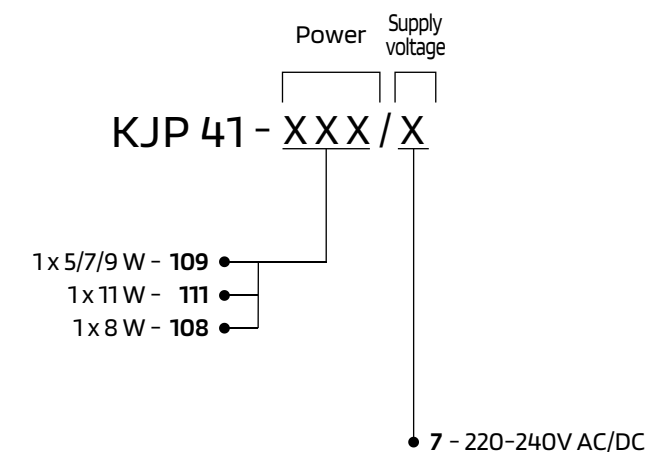 Power
Supply
voltage
KJP 41 - XXX / X
1 x 5/7/9 W - 109
1 x 11 W - 111
1 x 8 W - 108
7 - 220-240V AC/DC